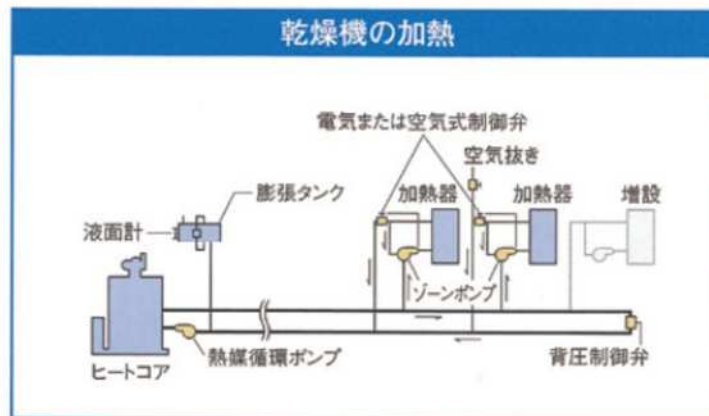 乾燥機の加熱
電気または空気式制御弁
空気抜き
膨張タンク
加熱器
加熱器
増設
液面計
ゾーンポンプ
熱媒循環ポンプ
背圧制御弁
ヒートコア